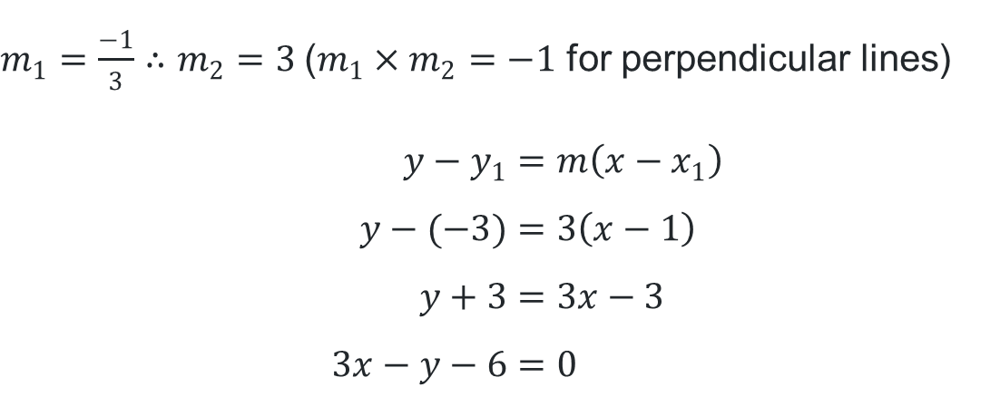 m₁ = −1/3 ∴ m₂ = 3 (m₁ × m₂ = −1 for perpendicular lines)
y − y₁ = m(x − x₁)
y − (−3) = 3(x − 1)
y + 3 = 3x − 3
3x − y − 6 = 0